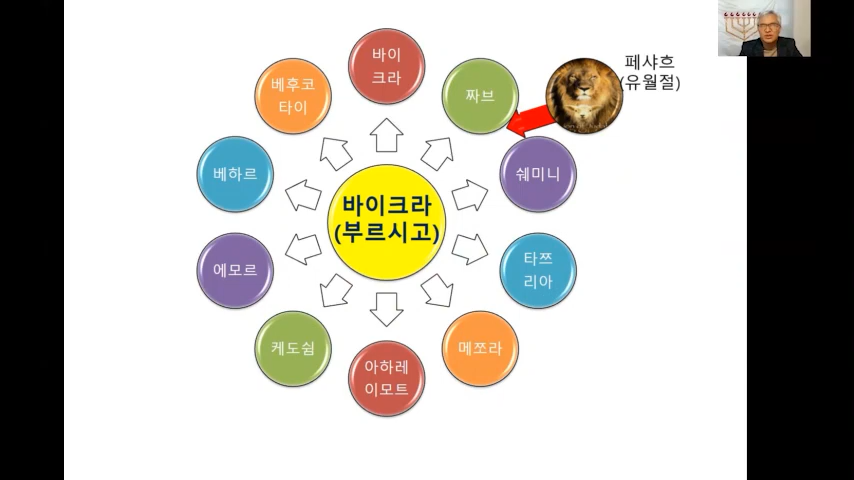 바이
크라
짜브
페샤흐
(유월절)
쉐미니
타쯔
리아
메쪼라
아하레
이모트
케도쉼
에모르
베하르
베후코
타이
바이크라
(부르시고)